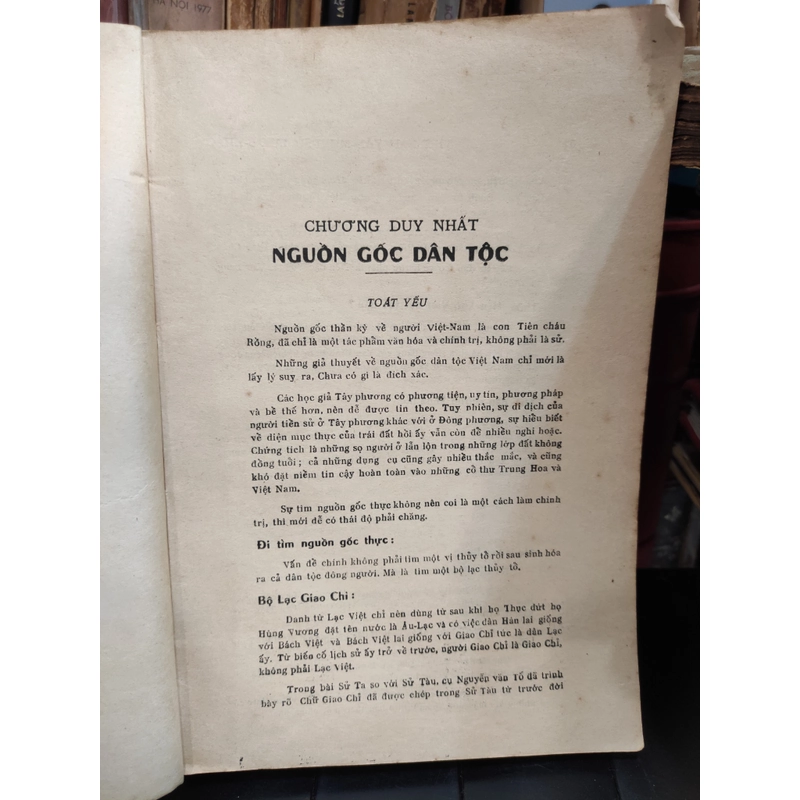 HÀ NỘI 1977
CHƯƠNG DUY NHẤT
NGUỒN GỐC DÂN TỘC
TOÁT YẾU
Nguồn gốc thần kỳ về người Việt-Nam là con Tiên cháu
Rồng, đã chỉ là một tác phẩm văn hóa và chính trị, không phải là sử.
Những giả thuyết về nguồn gốc dân tộc Việt Nam chỉ mới là
lấy lý suy ra, Chưa có gì là đích xác.
Các học giả Tây phương có phương tiện, uy tín, phương pháp
và bề thế hơn, nên dễ được tin theo. Tuy nhiên, sự di dịch của
người tiền sử ở Tây phương khác với ở Đông phương, sự hiểu biết
về diện mục thực của trái đất hồi ấy vẫn còn để nhiều nghi hoặc.
Chứng tích là những sọ người ở lẫn lộn trong những lớp đất không
đồng tuổi ; cả những dụng cụ cũng gây nhiều thắc mắc, và cũng
khó đặt niềm tin cậy hoàn toàn vào những cổ thư Trung Hoa và
Việt Nam.
Sự tìm nguồn gốc thực không nên coi là một cách làm chính
trị, thì mới dễ có thái độ phải chăng.
Đi tìm nguồn gốc thực :
Vấn đề chính không phải tìm một vị thủy tổ rồi sau sinh hóa
ra cả dân tộc đông người. Mà là tìm một bộ lạc thủy tổ.
Bộ Lạc Giao Chỉ :
Danh từ Lạc Việt chỉ nên dùng từ sau khi họ Thục dứt họ
Hùng Vương đặt tên nước là Âu-Lạc và có việc dân Hán lai giống
với Bách Việt và Bách Việt lai giống với Giao Chỉ tức là dân Lạc
ấy. Từ biến cố lịch sử ấy trở về trước, người Giao Chỉ là Giao Chỉ,
không phải Lạc Việt.
Trong bài Sử Ta so với Sử Tàu, cụ Nguyễn văn Tố đã trình
bày rõ Chữ Giao Chỉ đã được chép trong Sử Tàu từ trước đời